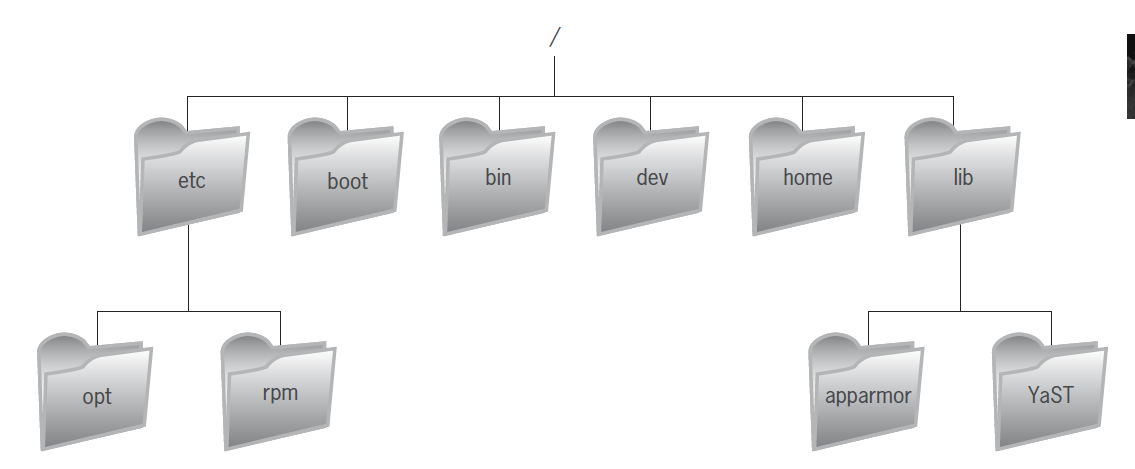 /
etc
boot
bin
dev
home
lib
opt
rpm
apparmor
YaST